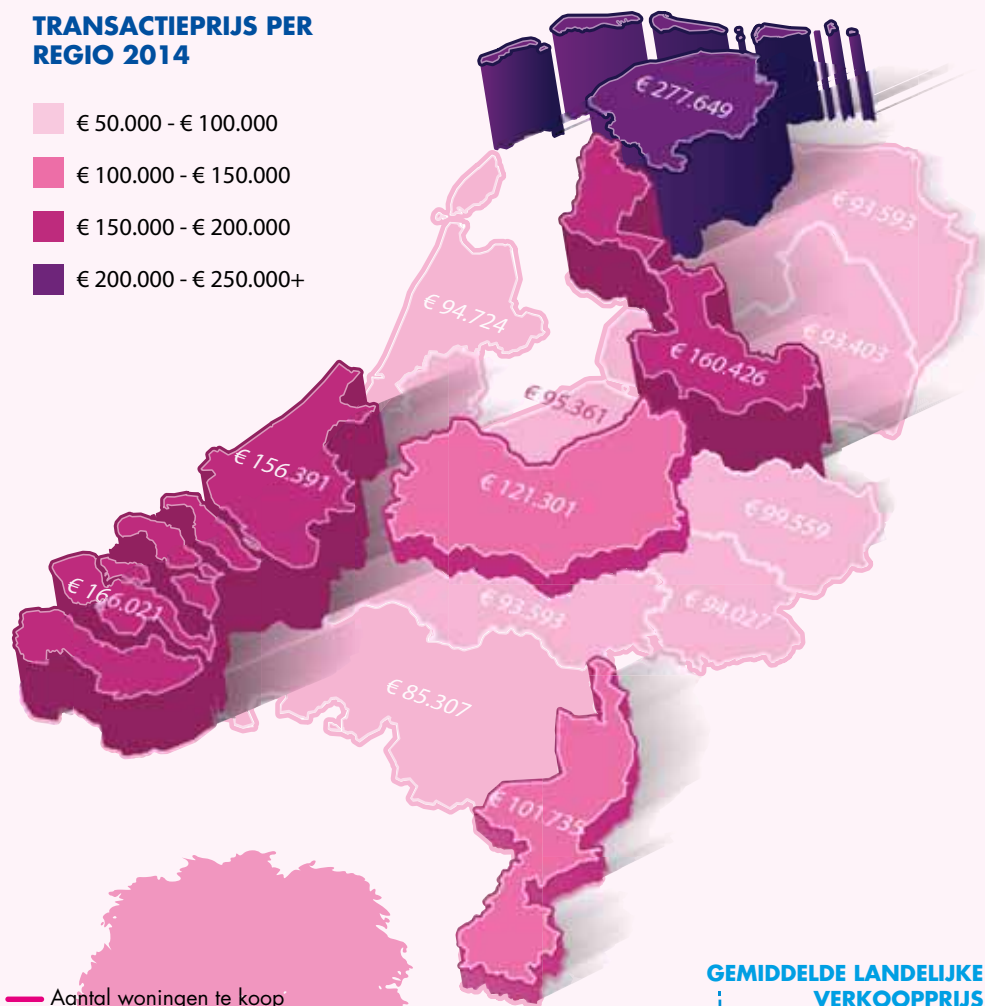 TRANSACTIEPRIJS PER
REGIO 2014
€ 50.000 - € 100.000
€ 100.000 - € 150.000
€ 150.000 - € 200.000
€ 200.000 - € 250.000+
€ 277.649
€ 93.593
€ 94.724
€ 93.403
€ 160.426
€ 95.361
€ 156.391
€ 121.301
€ 99.559
€ 166.021
€ 93.593
€ 94.027
€ 85.307
€ 101.735
GEMIDDELDE LANDELIJKE
VERKOOPPRIJS
Aantal woningen te koop